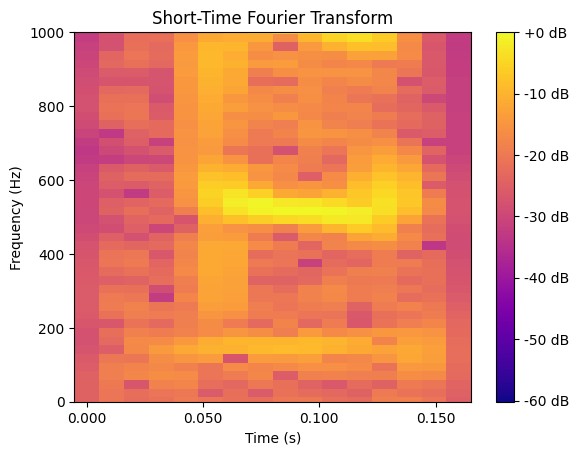 Short-Time Fourier Transform
1000
800
600
400
200
0
Frequency (Hz)
0.000
0.050
0.100
0.150
Time (s)
+0 dB
-10 dB
-20 dB
-30 dB
-40 dB
-50 dB
-60 dB